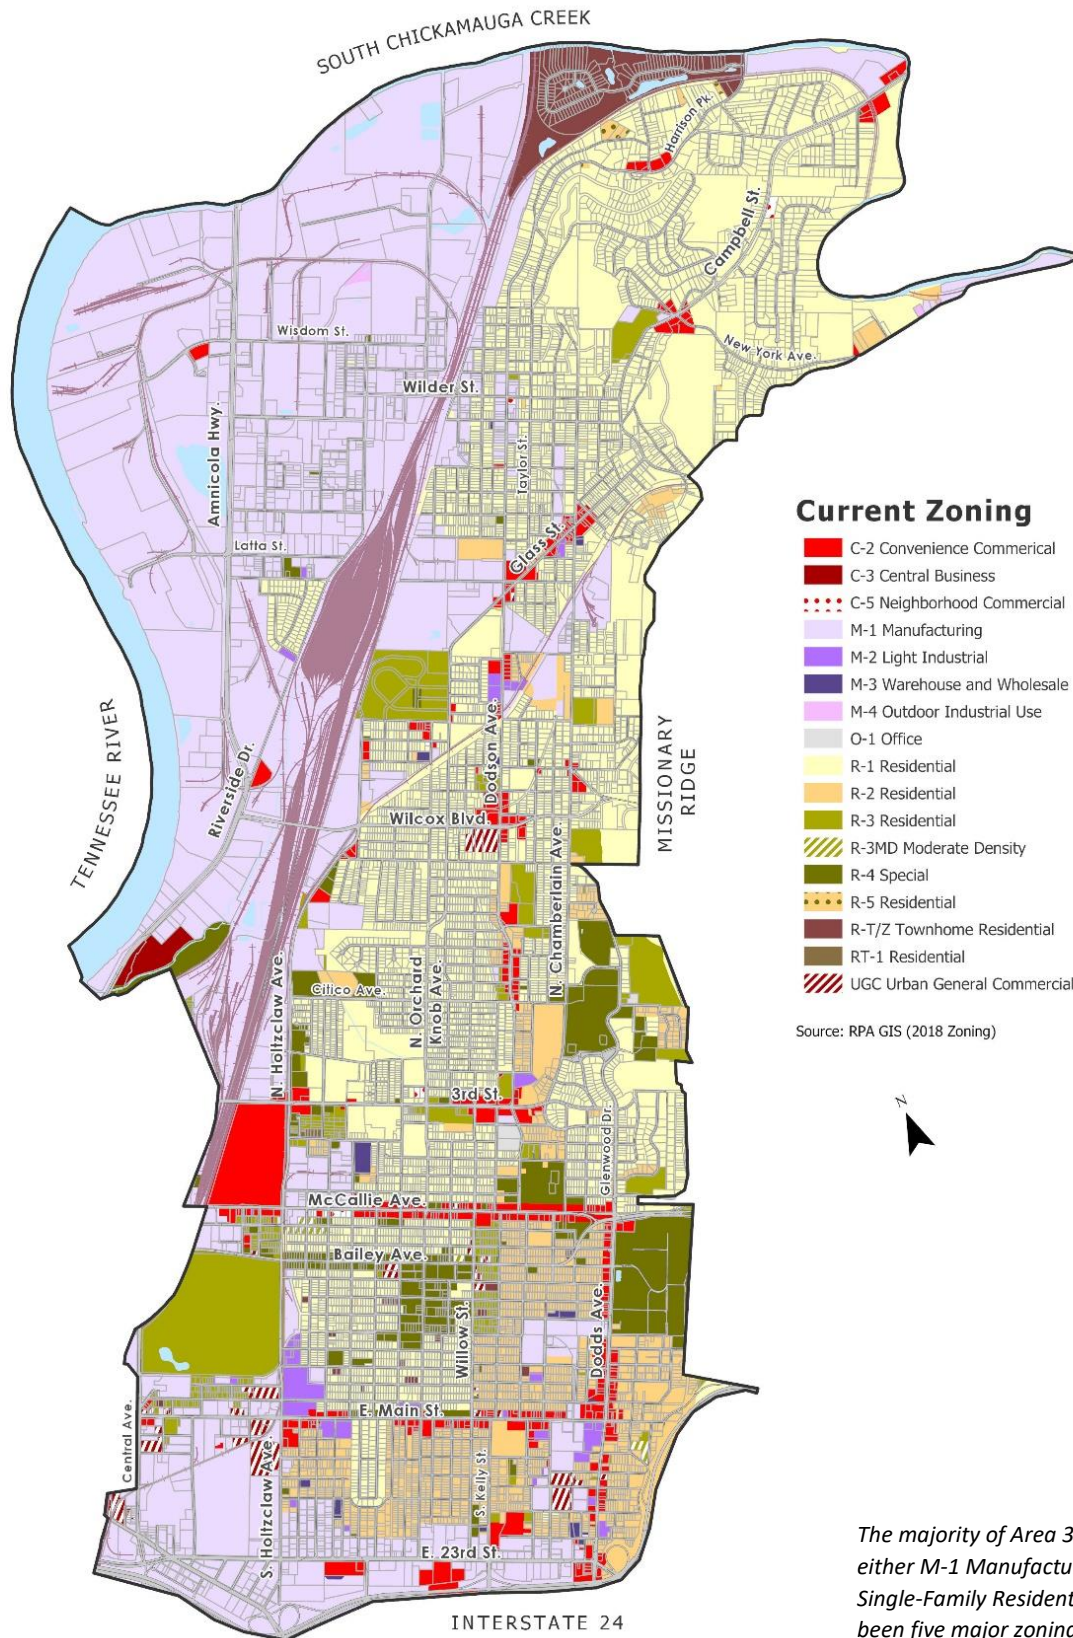 SOUTH CHICKAMAUGA CREEK
Harrison Pk.
Campbell St.
New York Ave.
Wisdom St.
Wilder St.
Amnicola Hwy.
Taylor St.
Glass St.
Latta St.
Current Zoning
C-2 Convenience Commerical
C-3 Central Business
C-5 Neighborhood Commercial
M-1 Manufacturing
M-2 Light Industrial
M-3 Warehouse and Wholesale
M-4 Outdoor Industrial Use
O-1 Office
R-1 Residential
R-2 Residential
R-3 Residential
R-3MD Moderate Density
R-4 Special
R-5 Residential
R-T/Z Townhome Residential
RT-1 Residential
UGC Urban General Commercial
Source: RPA GIS (2018 Zoning)
N
TENNESSEE RIVER
MISSIONARY
RIDGE
Riverside Dr.
Dodson Ave.
Wilcox Blvd.
N. Chamberlain Ave.
N. Holtzclaw Ave.
Citico Ave.
N. Orchard
Knob Ave.
3rd St.
Glenwood Dr.
McCallie Ave.
Bailey Ave.
Willow St.
Dodds Ave.
E. Main St.
Central Ave.
S. Holtzclaw Ave.
S. Kelly St.
E. 23rd St.
INTERSTATE 24
The majority of Area 3
either M-1 Manufactu
Single-Family Resident
been five major zoning